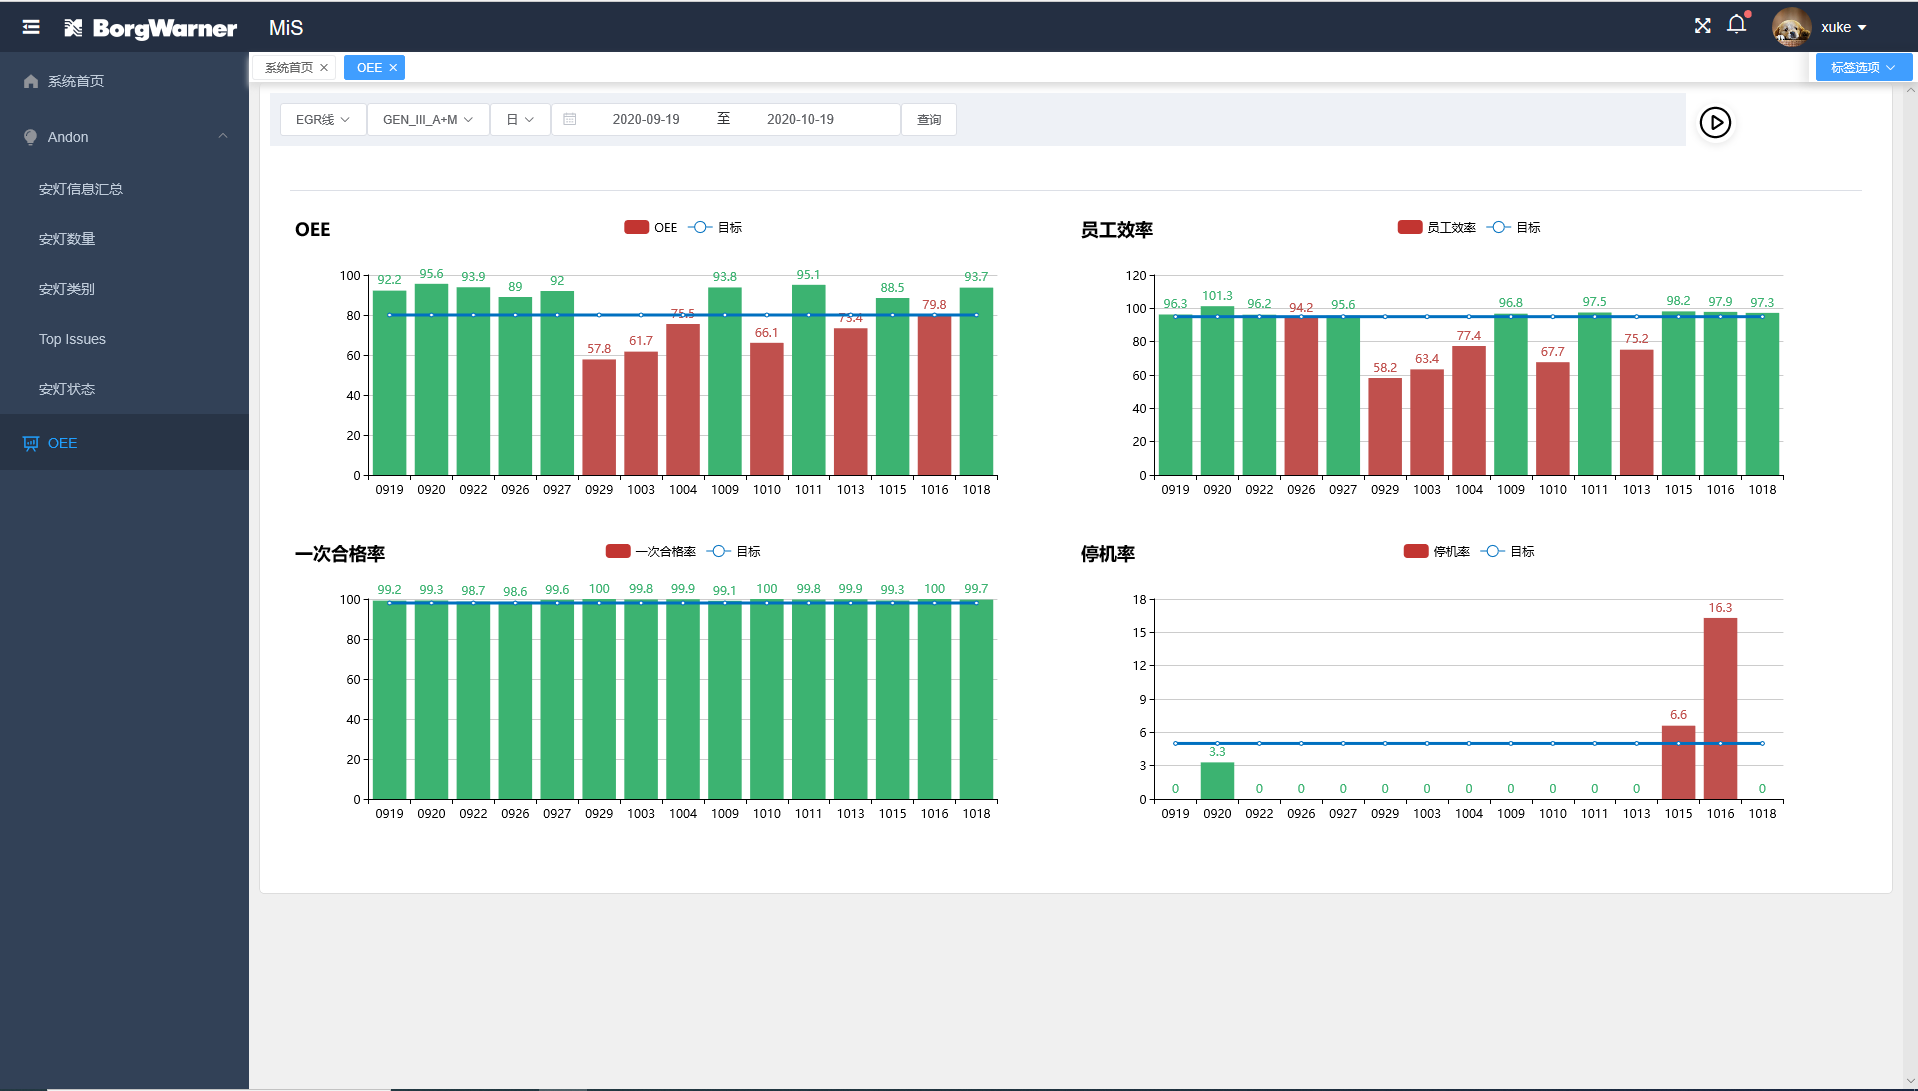 BorgWarner
MiS
xuke
系统首页
Andon
安灯信息汇总
安灯数量
安灯类别
Top Issues
安灯状态
OEE
系统首页
OEE
标签选项
EGR线
GEN_III_A+M
日
2020-09-19
至
2020-10-19
查询
OEE
OEE 目标
100
80
60
40
20
0
92.2 95.6 93.9 89 92 57.8 61.7 75.5 93.8 66.1 95.1 73.4 88.5 79.8 93.7
0919 0920 0922 0926 0927 0929 1003 1004 1009 1010 1011 1013 1015 1016 1018
员工效率
员工效率 目标
120
100
80
60
40
20
0
96.3 101.3 96.2 94.2 95.6 58.2 63.4 77.4 96.8 67.7 97.5 75.2 98.2 97.9 97.3
0919 0920 0922 0926 0927 0929 1003 1004 1009 1010 1011 1013 1015 1016 1018
一次合格率
一次合格率 目标
100
80
60
40
20
0
99.2 99.3 98.7 98.6 99.6 100 99.8 99.9 99.1 100 99.8 99.9 99.3 100 99.7
0919 0920 0922 0926 0927 0929 1003 1004 1009 1010 1011 1013 1015 1016 1018
停机率
停机率 目标
18
15
12
9
6
3
0
0 3.3 0 0 0 0 0 0 0 0 0 0 6.6 16.3 0
0919 0920 0922 0926 0927 0929 1003 1004 1009 1010 1011 1013 1015 1016 1018